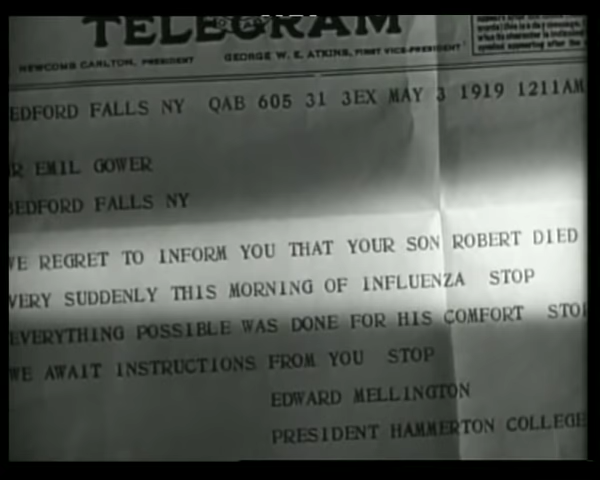 TELEGRAM
NEWCOMB CARLTON, PRESIDENT GEORGE W. E. ATKINS, FIRST VICE-PRESIDENT
EDFORD FALLS NY QAB 605 31 3EX MAY 3 1919 1211AM
R EMIL GOWER
BEDFORD FALLS NY
WE REGRET TO INFORM YOU THAT YOUR SON ROBERT DIED
VERY SUDDENLY THIS MORNING OF INFLUENZA STOP
EVERYTHING POSSIBLE WAS DONE FOR HIS COMFORT STOP
WE AWAIT INSTRUCTIONS FROM YOU STOP
EDWARD MELLINGTON
PRESIDENT HAMMERTON COLLEGE